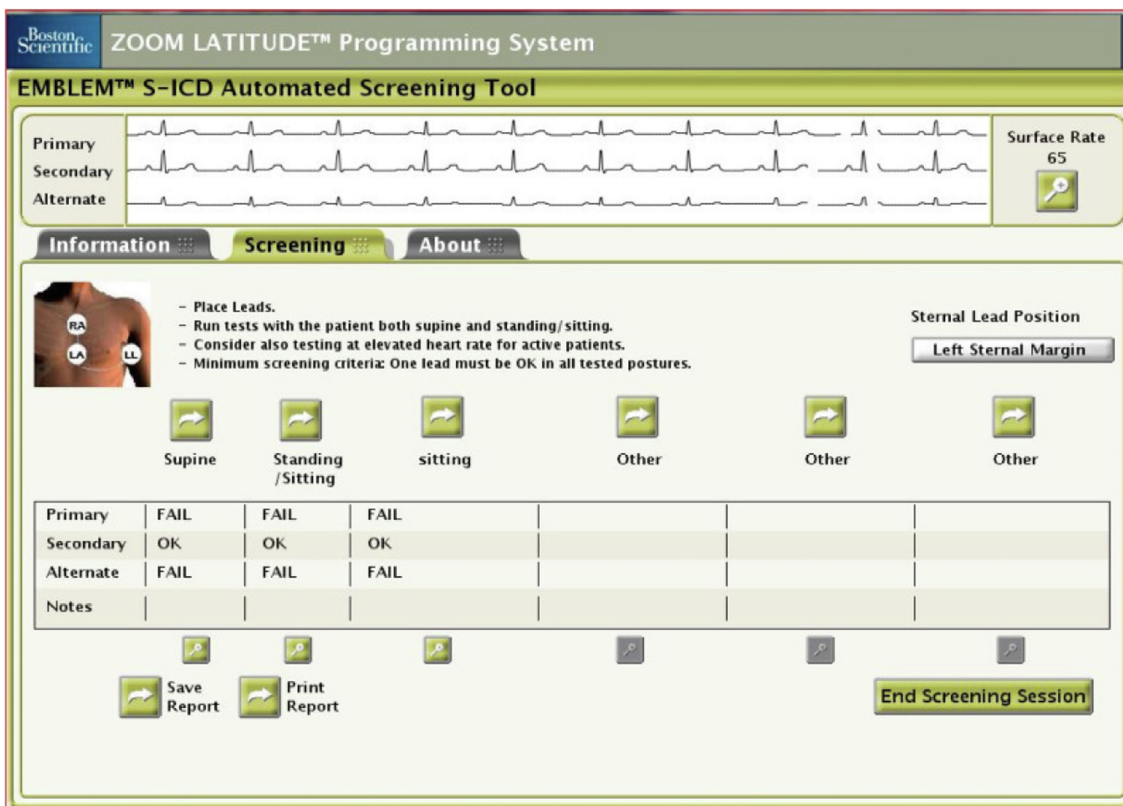 Boston
Scientific
ZOOM LATITUDE™ Programming System
EMBLEM™ S-ICD Automated Screening Tool
Primary
Secondary
Alternate
Surface Rate
65
Information
Screening
About
RA
LA
LL
- Place Leads.
- Run tests with the patient both supine and standing/sitting.
- Consider also testing at elevated heart rate for active patients.
- Minimum screening criteria: One lead must be OK in all tested postures.
Sternal Lead Position
Left Sternal Margin
Supine
Standing
/Sitting
sitting
Other
Other
Other
Primary FAIL FAIL FAIL
Secondary OK OK OK
Alternate FAIL FAIL FAIL
Notes
Save
Report
Print
Report
End Screening Session